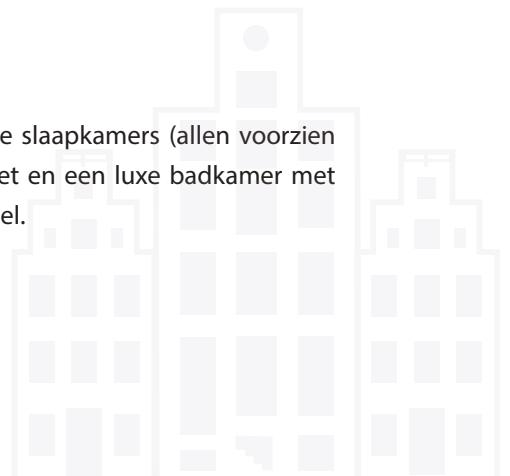 e slaapkamers (allen voorzien
et en een luxe badkamer met
el.